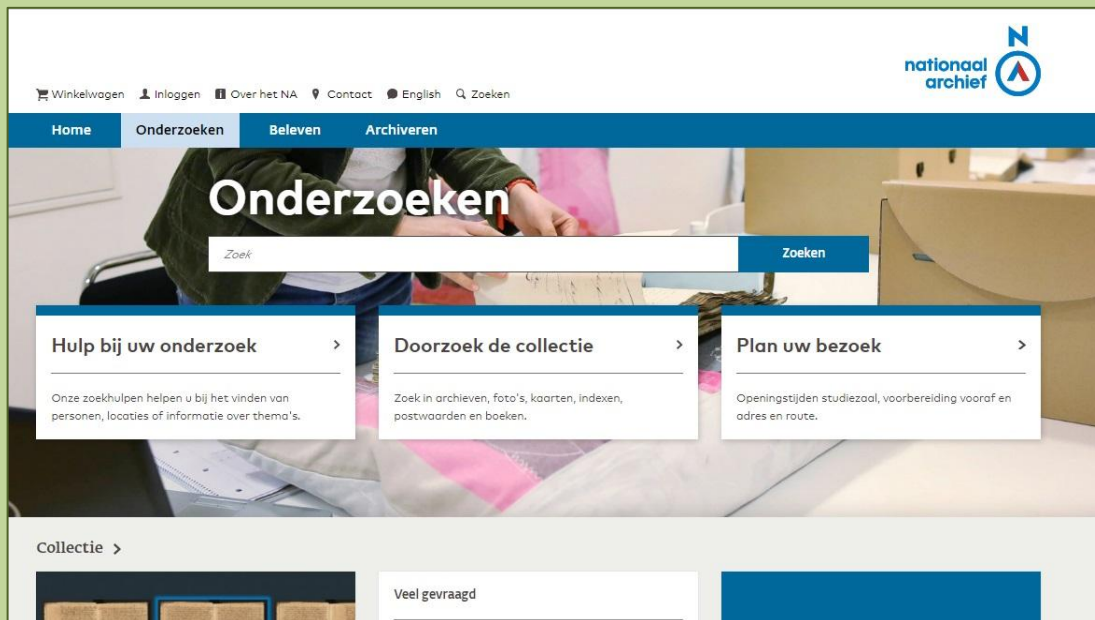 N
nationaal
archief
Winkelwagen Inloggen Over het NA Contact English Zoeken
Home Onderzoeken Beleven Archiveren
Onderzoeken
Zoek Zoeken
Hulp bij uw onderzoek
Onze zoekhulpen helpen u bij het vinden van
personen, locaties of informatie over thema's.
Doorzoek de collectie
Zoek in archieven, foto's, kaarten, indexen,
postwaarden en boeken.
Plan uw bezoek
Openingstijden studiezaal, voorbereiding vooraf en
adres en route.
Collectie
Veel gevraagd